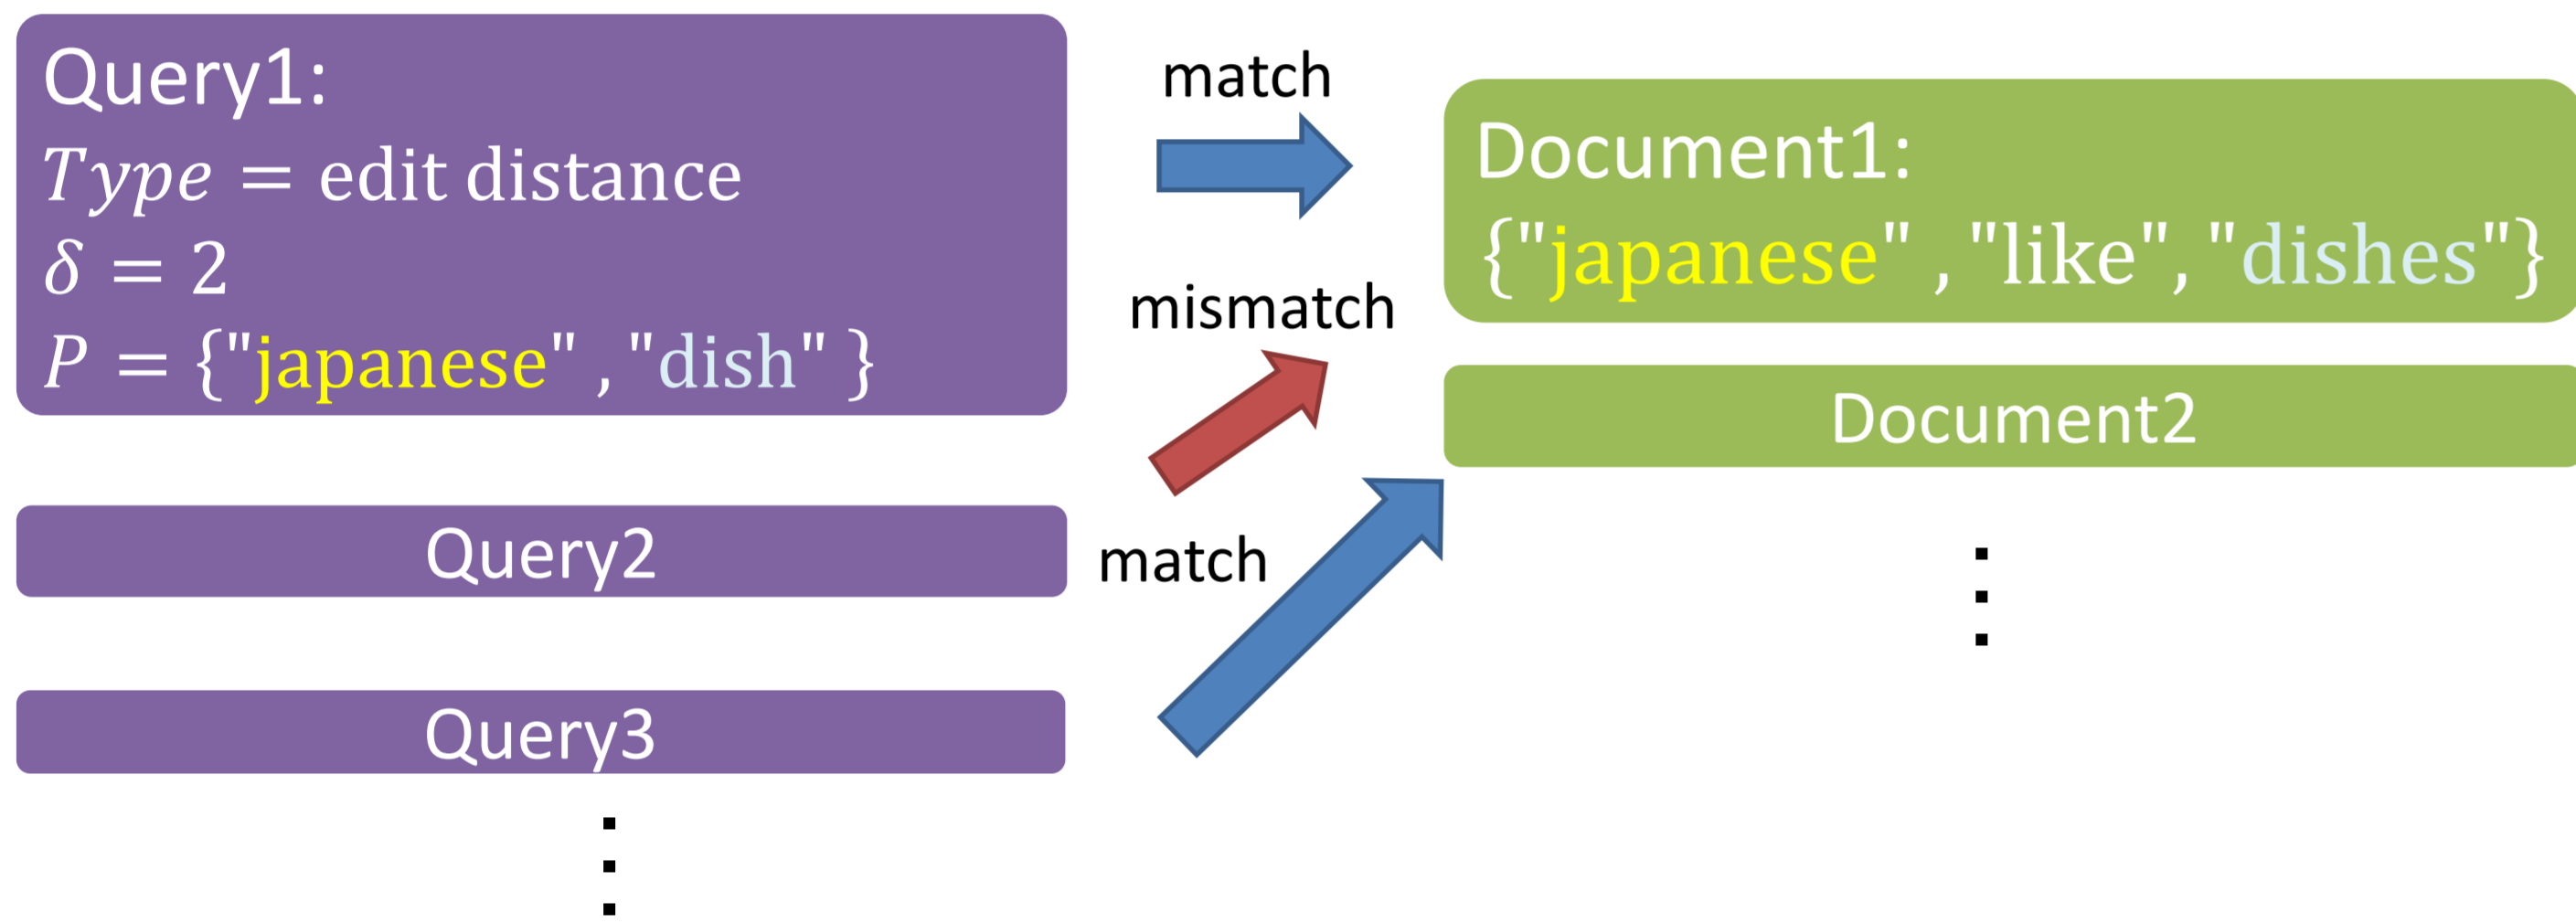 Query1:
Type = edit distance
δ = 2
P = {"japanese" , "dish" }
Query2
Query3
match
mismatch
match
Document1:
{"japanese" , "like", "dishes"}
Document2